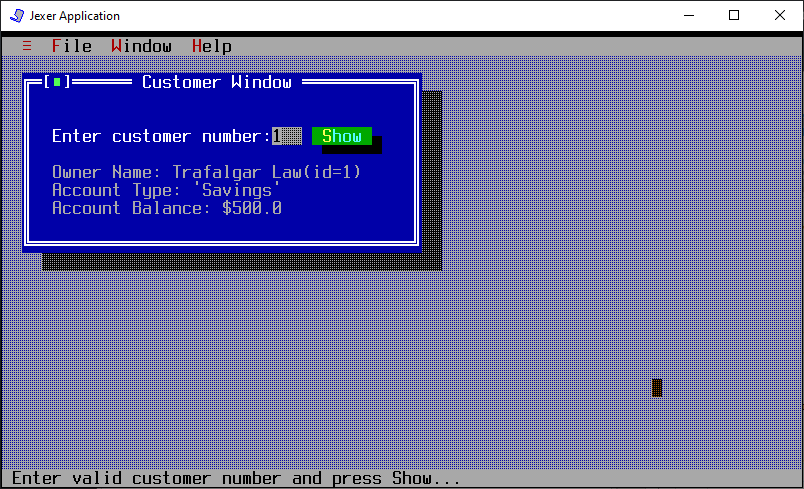 Jexer Application
≡ File Window Help
[■] Customer Window
Enter customer number:1 Show
Owner Name: Trafalgar Law(id=1)
Account Type: 'Savings'
Account Balance: $500.0
Enter valid customer number and press Show...